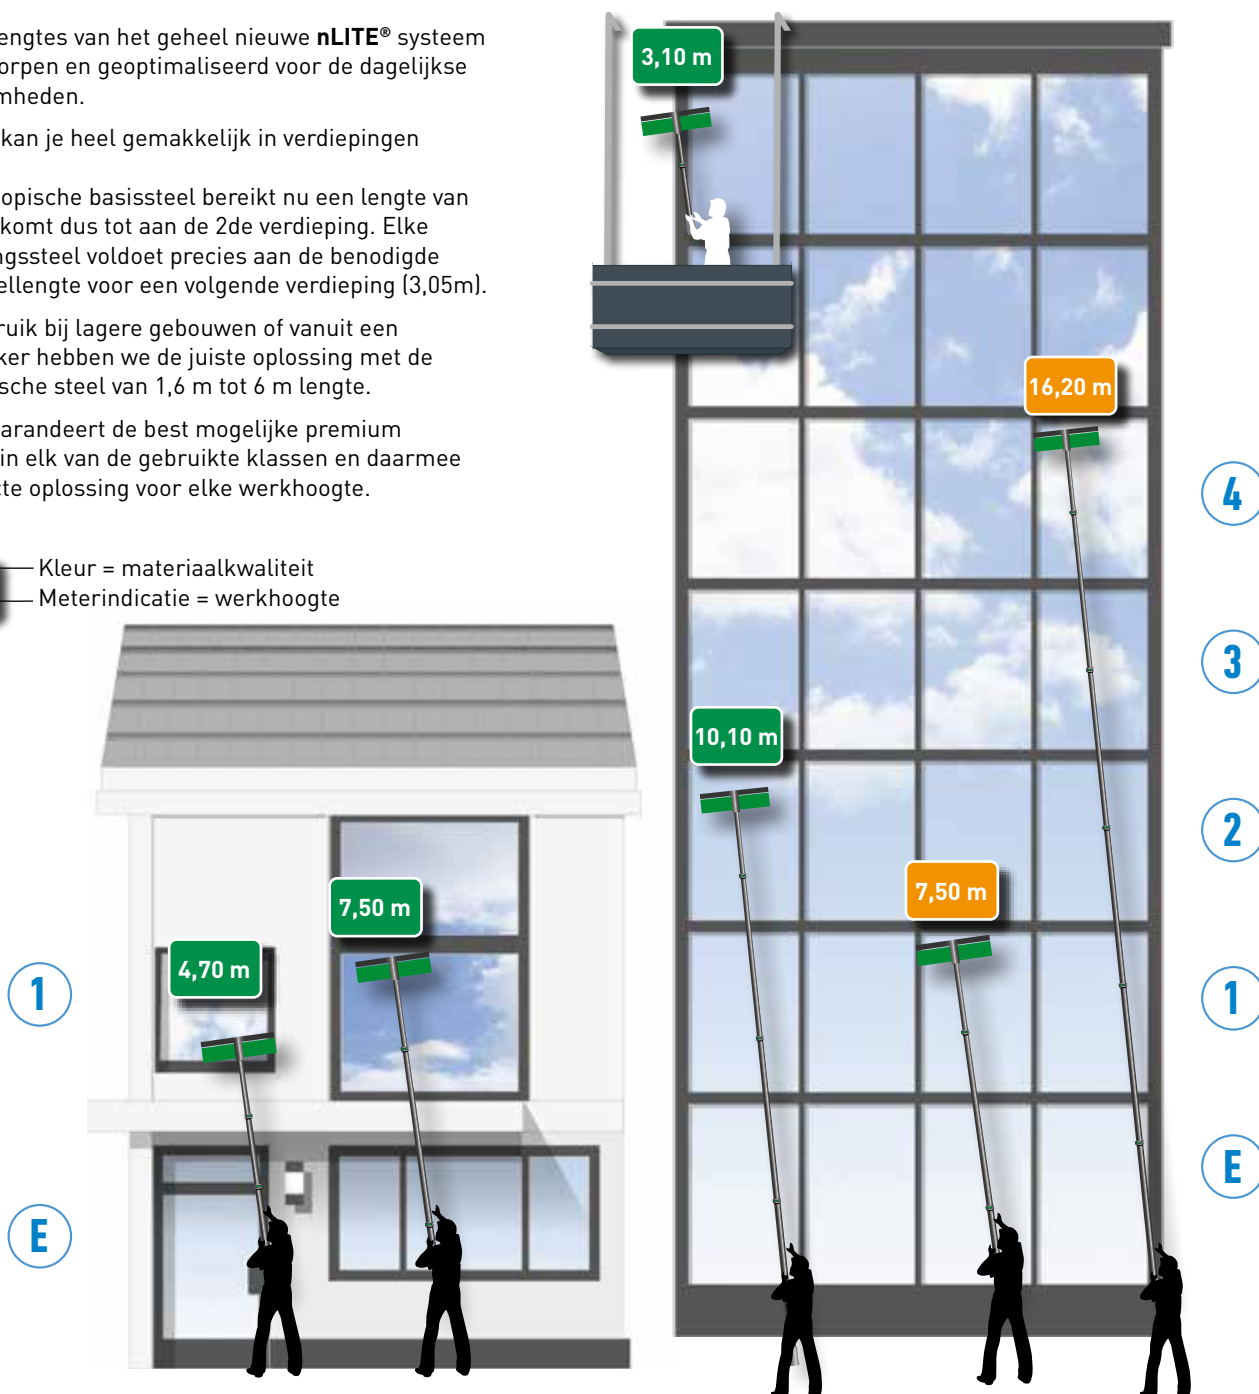 engtes van het geheel nieuwe nLITE® systeem
orpen en geoptimaliseerd voor de dagelijkse
mheden.
kan je heel gemakkelijk in verdiepingen
opische basissteel bereikt nu een lengte van
komt dus tot aan de 2de verdieping. Elke
ngssteel voldoet precies aan de benodigde
ellengte voor een volgende verdieping (3,05m).
ruik bij lagere gebouwen of vanuit een
ker hebben we de juiste oplossing met de
ische steel van 1,6 m tot 6 m lengte.
arandeert de best mogelijke premium
in elk van de gebruikte klassen en daarmee
cte oplossing voor elke werkhoogte.
Kleur = materiaalkwaliteit
Meterindicatie = werkhoogte
3,10 m
16,20 m
10,10 m
7,50 m
7,50 m
4,70 m
1
E
4
3
2
1
E